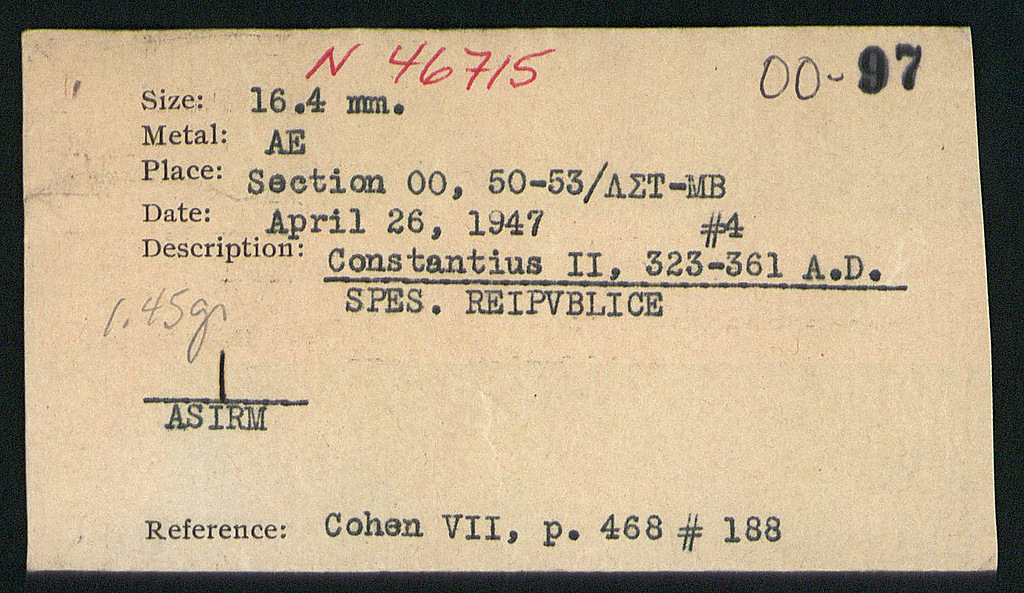 N 46715
00-97
Size: 16.4 mm.
Metal: AE
Place: Section OO, 50-53/ΛΣΤ-ΜΒ
Date: April 26, 1947 #4
Description: Constantius II, 323-361 A.D.
SPES. REIPVBLICE
1.45gr
ASIRM
Reference: Cohen VII, p. 468 # 188